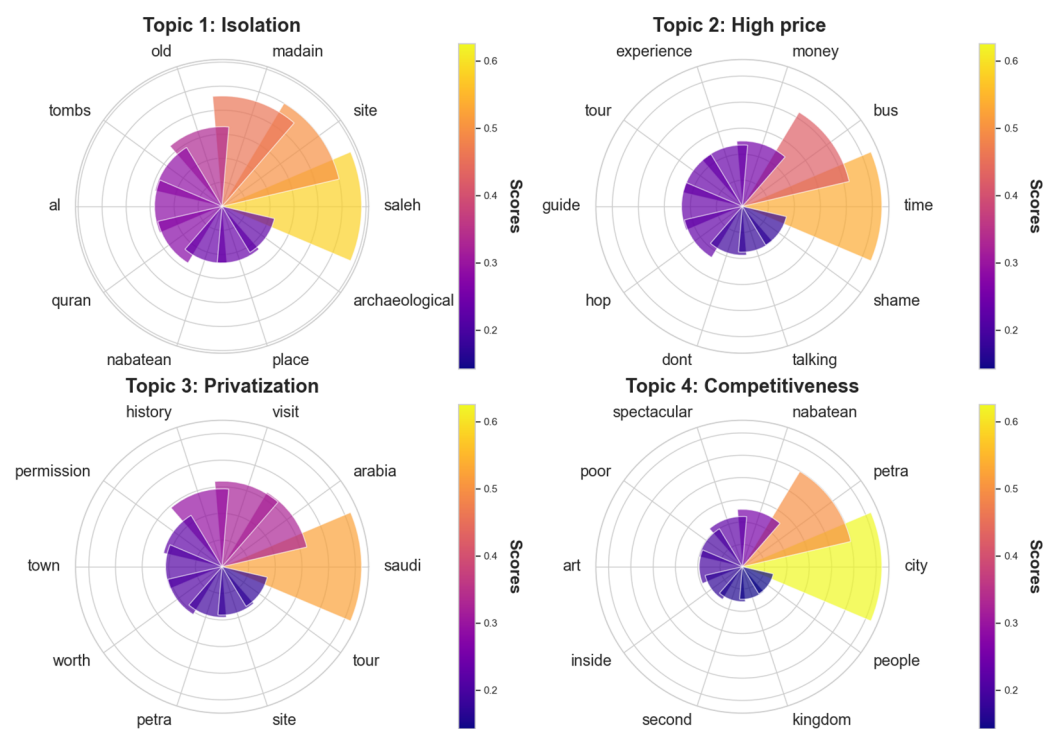 Topic 1: Isolation
old
madain
tombs
site
al
saleh
quran
archaeological
nabatean
place
0.6
0.5
0.4
0.3
0.2
Scores
Topic 2: High price
experience
money
tour
bus
guide
time
hop
shame
dont
talking
0.6
0.5
0.4
0.3
0.2
Scores
Topic 3: Privatization
history
visit
permission
arabia
town
saudi
worth
tour
petra
site
0.6
0.5
0.4
0.3
0.2
Scores
Topic 4: Competitiveness
spectacular
nabatean
poor
petra
art
city
inside
people
second
kingdom
0.6
0.5
0.4
0.3
0.2
Scores